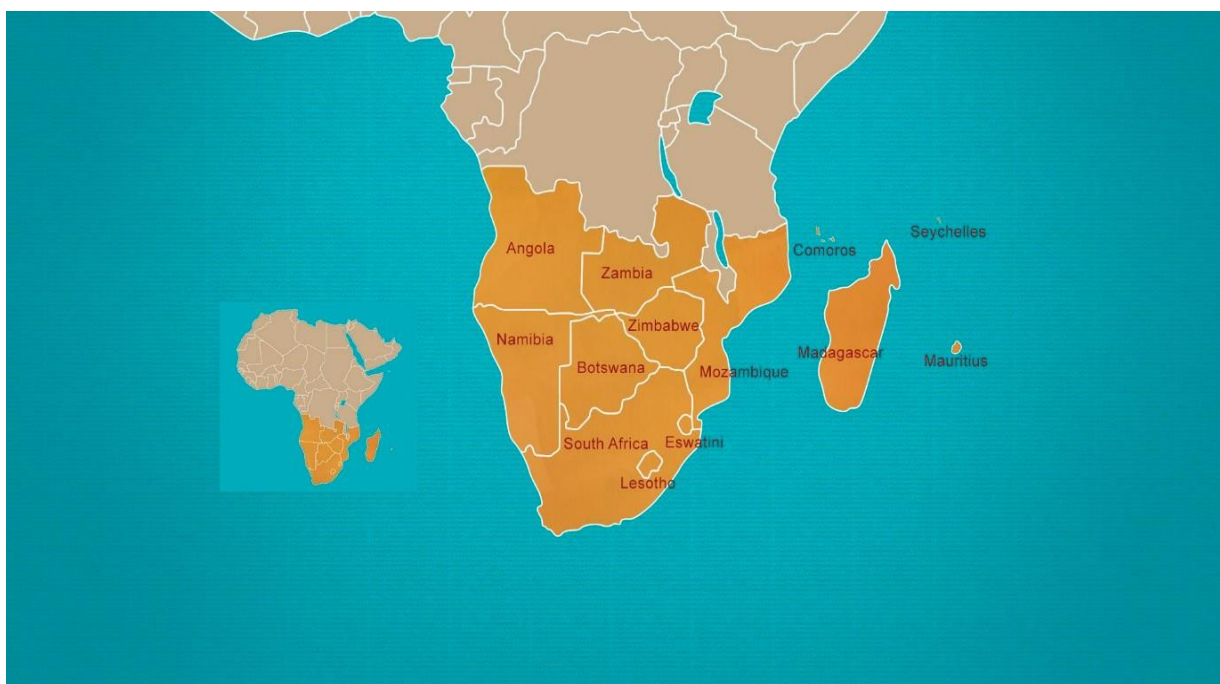 Seychelles
Angola
Comoros
Zambia
Zimbabwe
Namibia
Madagascar
Mauritius
Botswana
Mozambique
South Africa
Eswatini
Lesotho